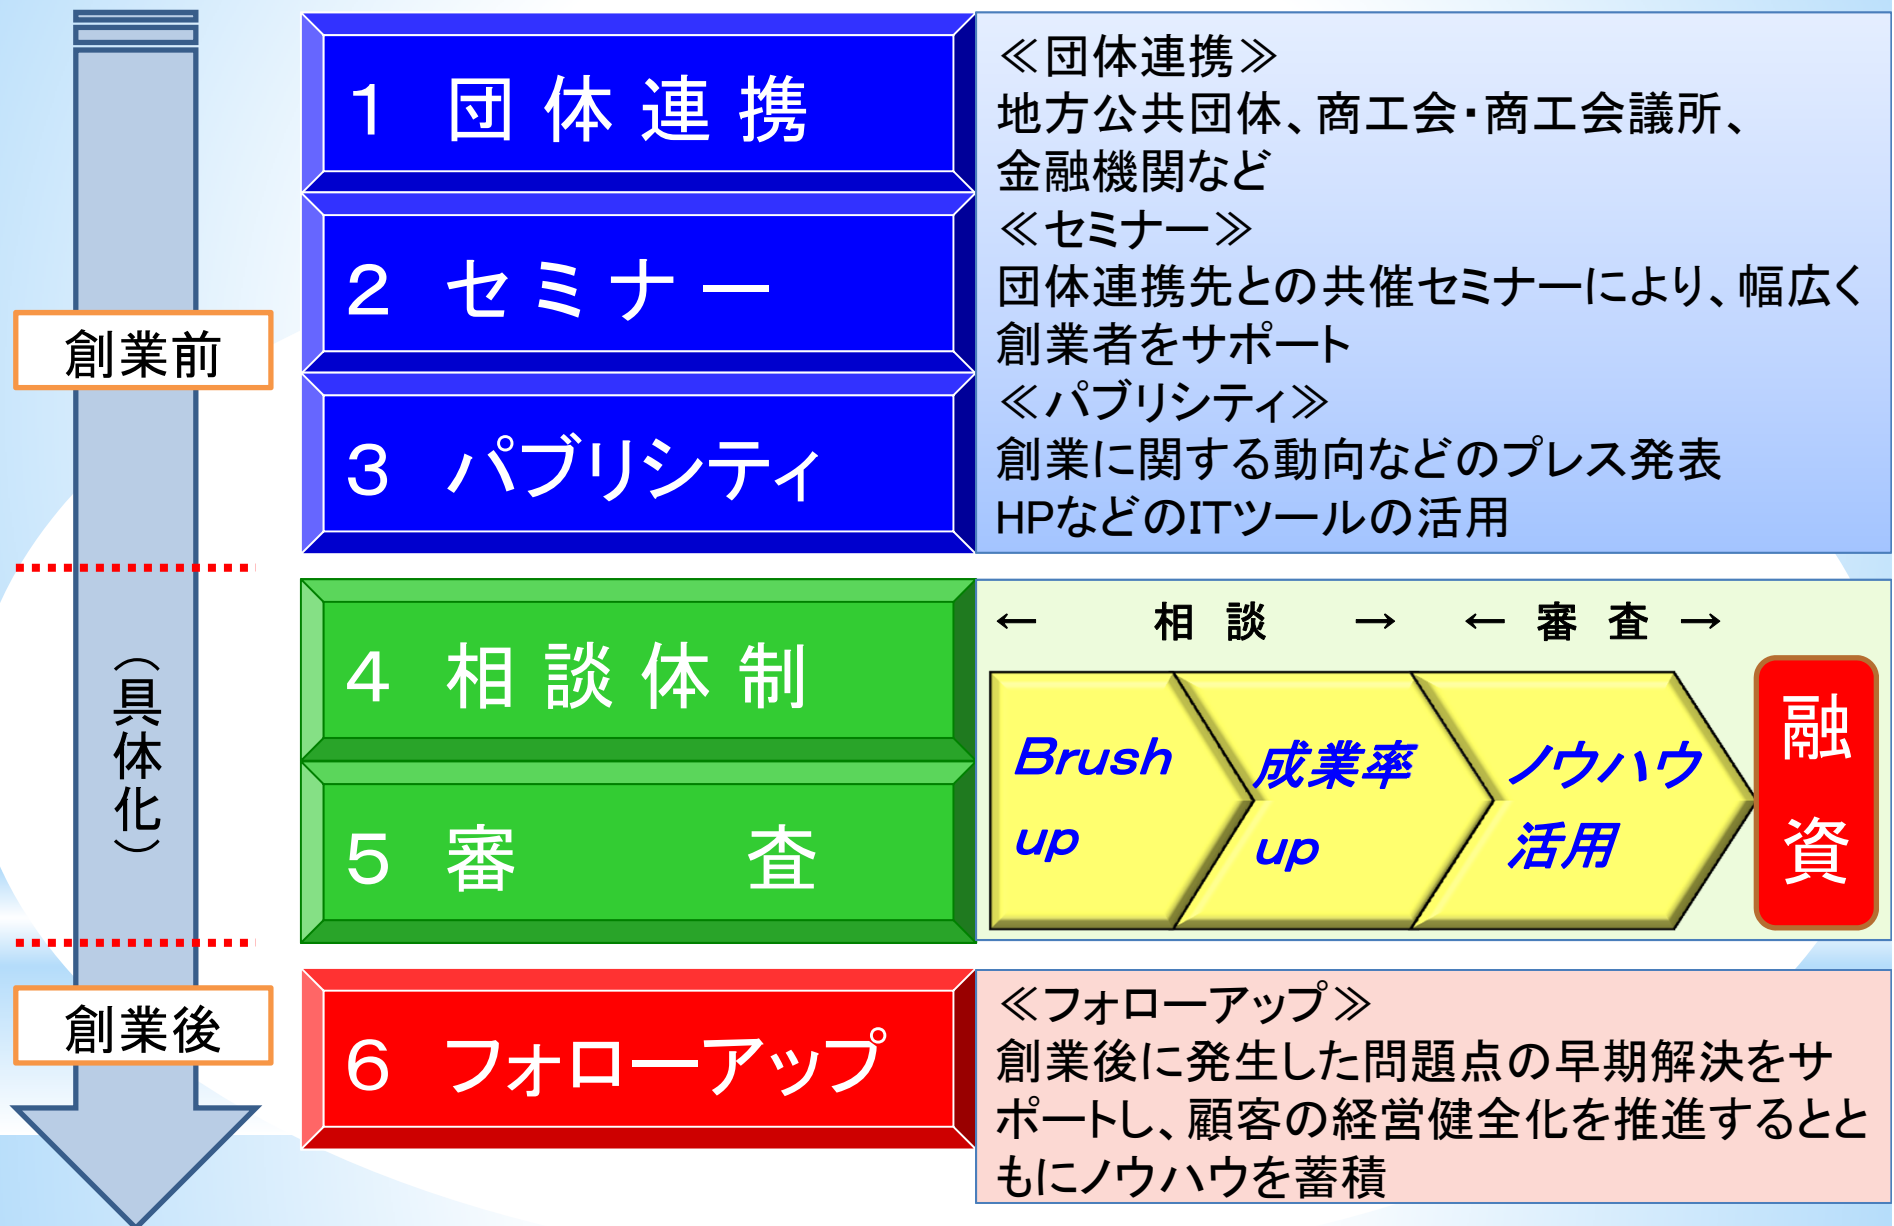 創業前
(具体化)
創業後
1 団体連携
2 セミナー
3 パブリシティ
≪団体連携≫
地方公共団体、商工会・商工会議所、
金融機関など
≪セミナー≫
団体連携先との共催セミナーにより、幅広く
創業者をサポート
≪パブリシティ≫
創業に関する動向などのプレス発表
HPなどのITツールの活用
4 相談体制
5 審査
← 相談 → ← 審査 →
Brush
up
成業率
up
ノウハウ
活用
融
資
6 フォローアップ
≪フォローアップ≫
創業後に発生した問題点の早期解決をサ
ポートし、顧客の経営健全化を推進するとと
もにノウハウを蓄積